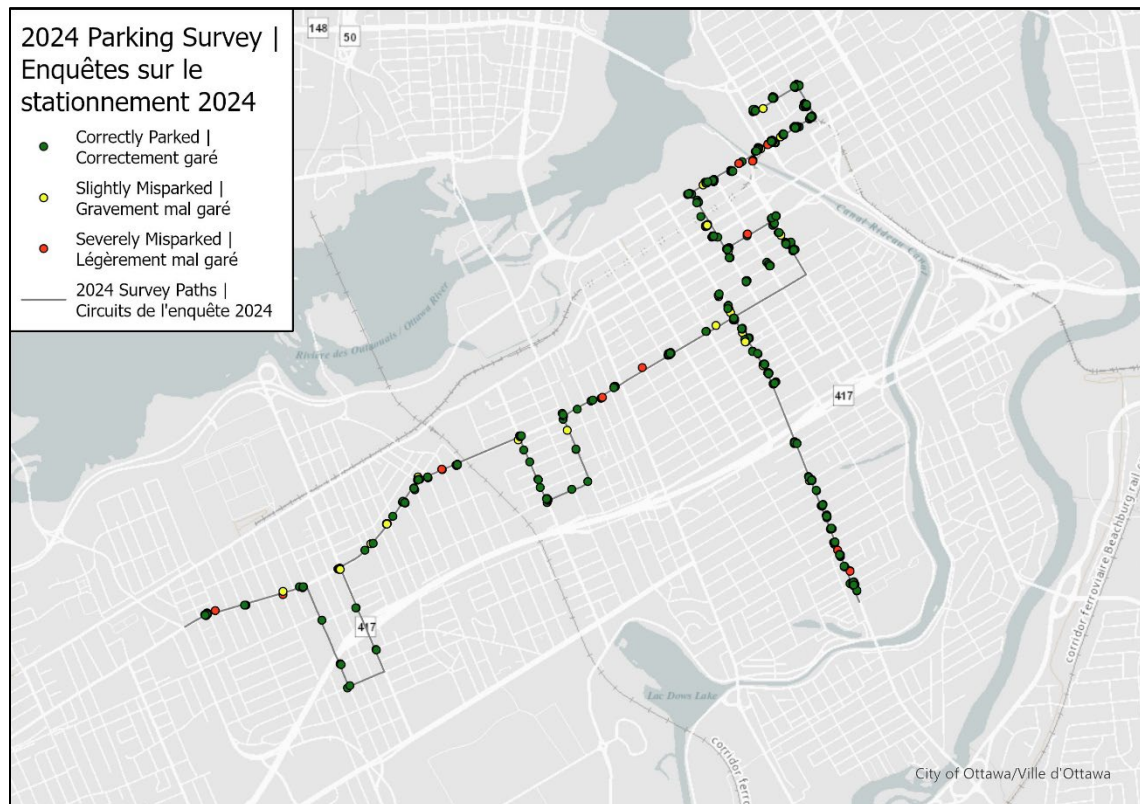 2024 Parking Survey |
Enquêtes sur le
stationnement 2024
Correctly Parked |
Correctement garé
Slightly Misparked |
Gravement mal garé
Severely Misparked |
Légèrement mal garé
2024 Survey Paths |
Circuits de l'enquête 2024
148
50
Canal Rideau Canal
Rivière des Outaouais / Ottawa River
417
417
Lac Dows Lake
corridor ferroviaire Beachburg rail
corridor ferro
City of Ottawa/Ville d'Ottawa